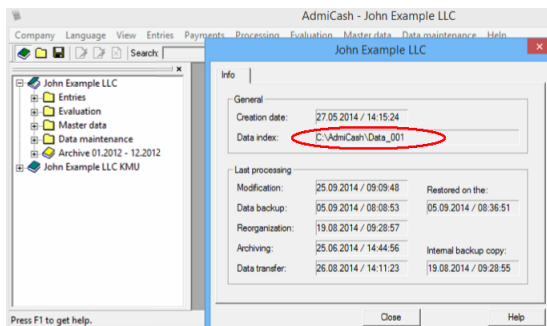 AdmiCash - John Example LLC
Company Language View Entries Payments Processing Evaluation Master data Data maintenance Help
Search:
John Example LLC
Entries
Evaluation
Master data
Data maintenance
Archive 01.2012 - 12.2012
John Example LLC KMU
John Example LLC
Info
General
Creation date: 27.05.2014 / 14:15:24
Data index: C:\AdmiCash\Data_001
Last processing
Modification: 25.09.2014 / 09:09:48 Restored on the:
Data backup: 05.09.2014 / 08:08:53 05.09.2014 / 08:36:51
Reorganization: 19.08.2014 / 09:28:57
Archiving: 25.06.2014 / 14:44:56 Internal backup copy:
Data transfer: 26.08.2014 / 14:11:23 19.08.2014 / 09:28:55
Close Help
Press F1 to get help.